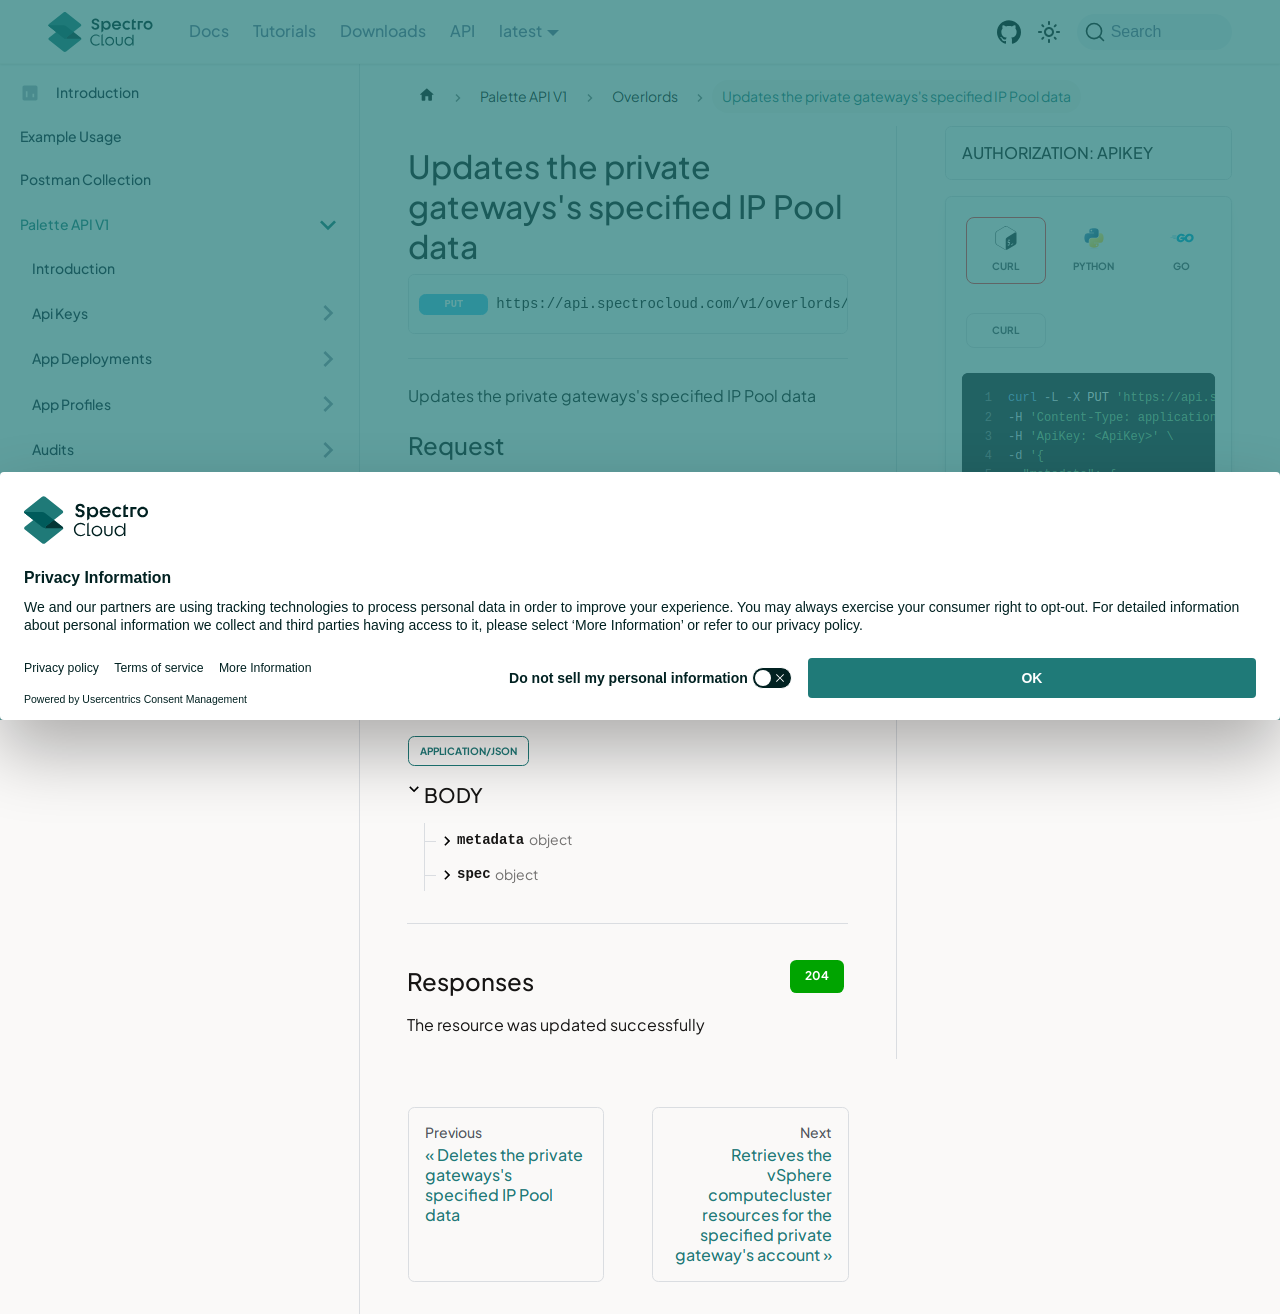 Spectro
Cloud
Docs
Tutorials
Downloads
API
latest
Search
Introduction
Example Usage
Postman Collection
Palette API V1
Introduction
Api Keys
App Deployments
App Profiles
Audits
Palette API V1
Overlords
Updates the private gateways's specified IP Pool data
Updates the private
gateways's specified IP Pool
data
PUT https://api.spectrocloud.com/v1/overlords/
Updates the private gateways's specified IP Pool data
Request
AUTHORIZATION: APIKEY
CURL
PYTHON
GO
CURL
1 curl -L -X PUT 'https://api.s
2 -H 'Content-Type: application
3 -H 'ApiKey: <ApiKey>' \
4 -d '{
Spectro
Cloud
Privacy Information
We and our partners are using tracking technologies to process personal data in order to improve your experience. You may always exercise your consumer right to opt-out. For detailed information
about personal information we collect and third parties having access to it, please select ‘More Information’ or refer to our privacy policy.
Privacy policy
Terms of service
More Information
Do not sell my personal information
OK
Powered by Usercentrics Consent Management
APPLICATION/JSON
BODY
metadata object
spec object
Responses
204
The resource was updated successfully
Previous
« Deletes the private
gateways's
specified IP Pool
data
Next
Retrieves the
vSphere
computecluster
resources for the
specified private
gateway's account »